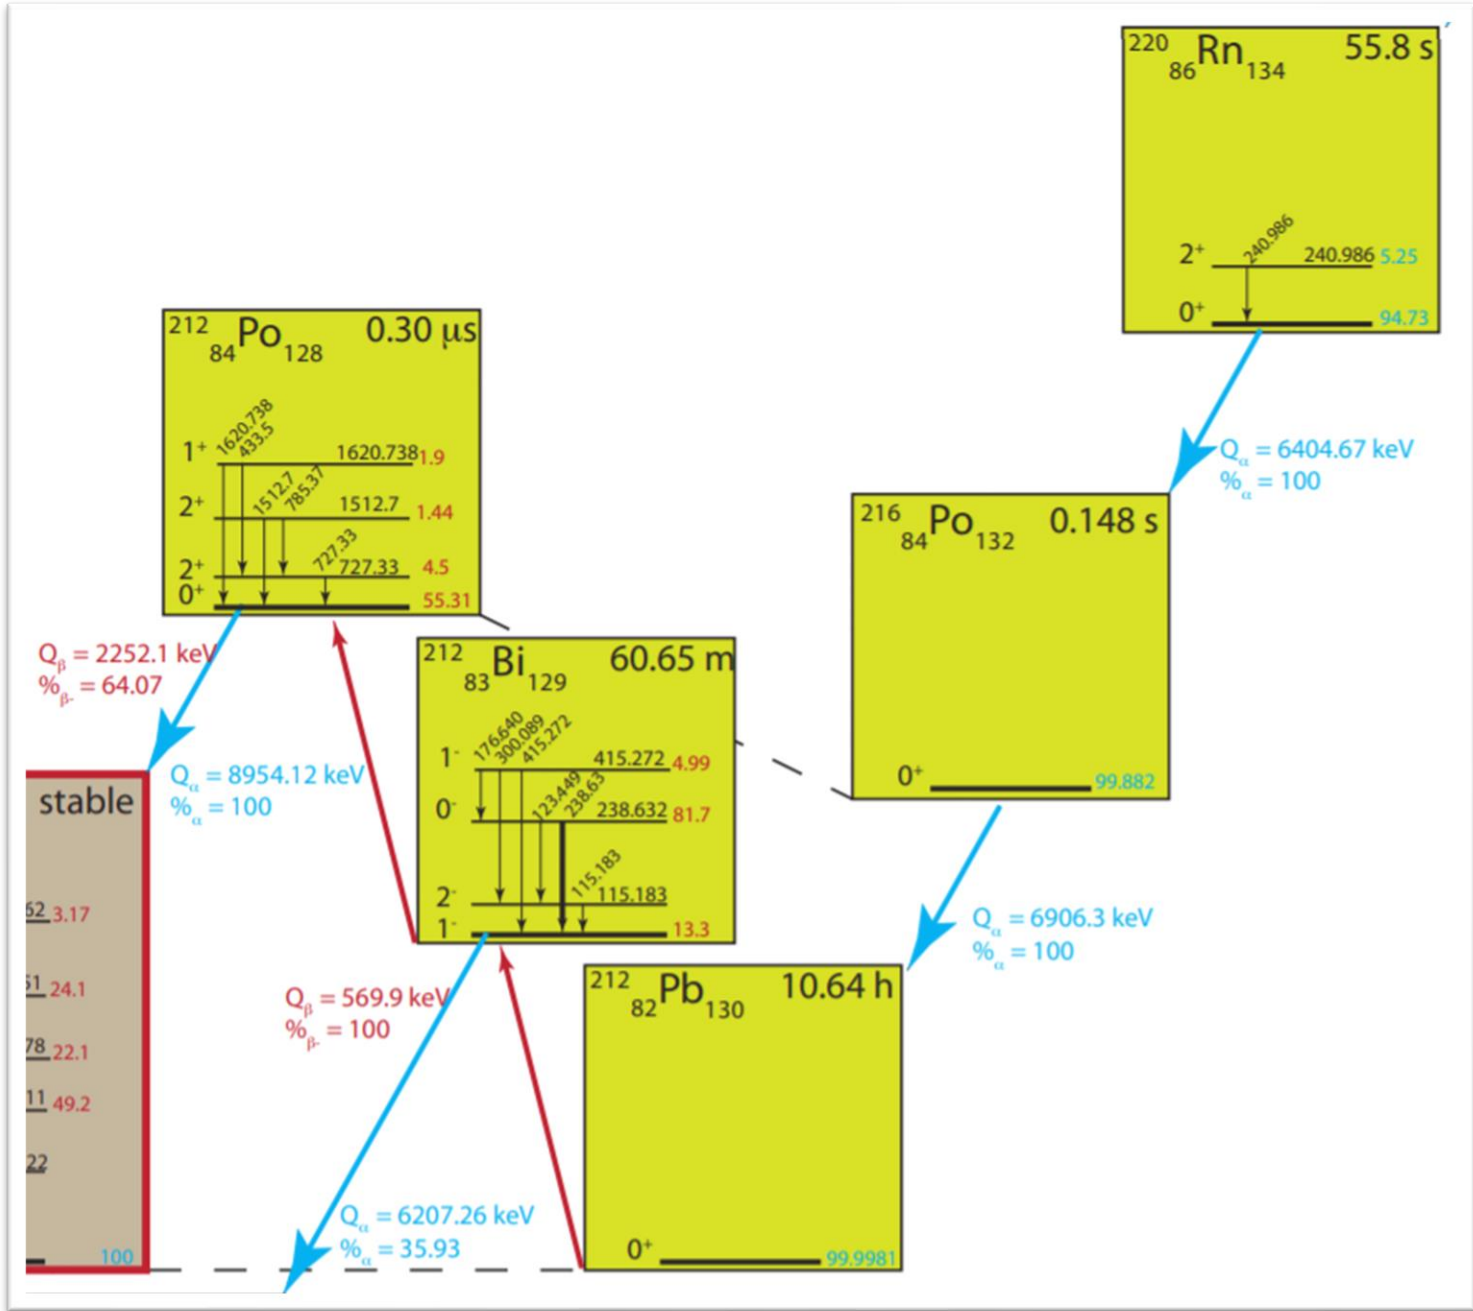 220 86 Rn 134 55.8 s
240.986
2+ 240.986 5.25
0+ 94.73
Qα = 6404.67 keV
%α = 100
212 84 Po 128 0.30 μs
1620.738
433.5
1+ 1620.738 1.9
1512.7
785.37
2+ 1512.7 1.44
727.33
2+ 727.33 4.5
0+ 55.31
216 84 Po 132 0.148 s
0+ 99.882
Qβ = 2252.1 keV
%β- = 64.07
Qα = 8954.12 keV
%α = 100
212 83 Bi 129 60.65 m
176.640
300.089
415.272
1- 415.272 4.99
123.449
238.63
0- 238.632 81.7
115.183
2- 115.183
1- 13.3
Qα = 6906.3 keV
%α = 100
stable
62 3.17
51 24.1
78 22.1
11 49.2
22
100
Qβ = 569.9 keV
%β- = 100
212 82 Pb 130 10.64 h
0+ 99.9981
Qα = 6207.26 keV
%α = 35.93